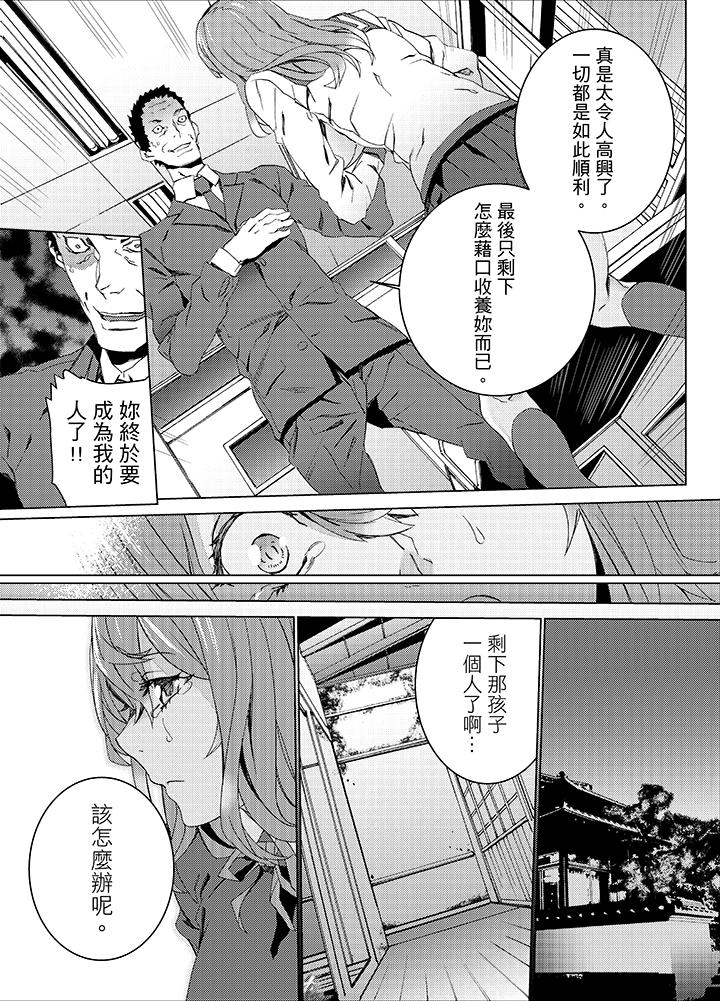 真是太令人高興了。
一切都是如此順利。
最後只剩下
怎麼藉口收養妳而已。
妳終於要
成為我的
人了!!
剩下那孩子
一個人了啊…
該怎麼辦呢。